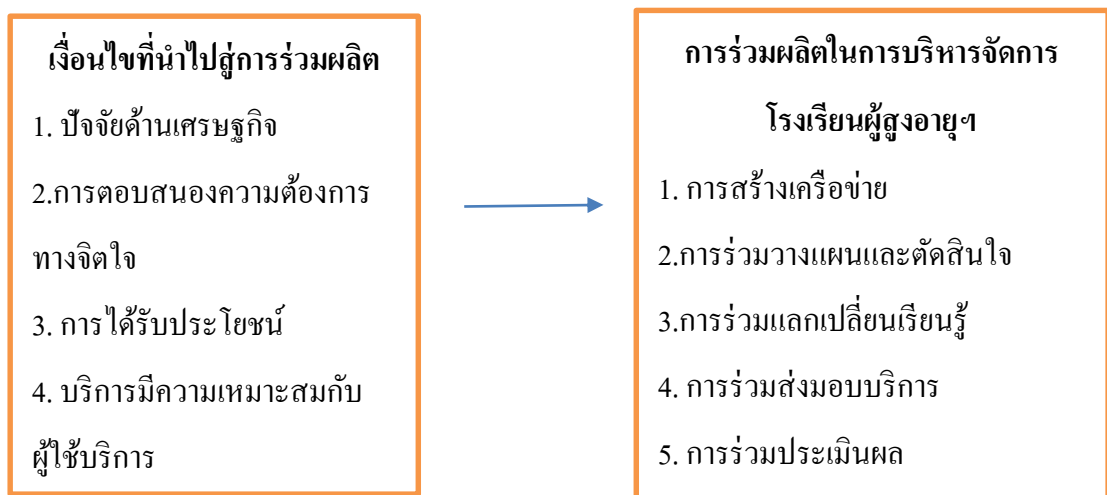 เงื่อนไขที่นำไปสู่การร่วมผลิต
1. ปัจจัยด้านเศรษฐกิจ
2.การตอบสนองความต้องการ
ทางจิตใจ
3. การได้รับประโยชน์
4. บริการมีความเหมาะสมกับ
ผู้ใช้บริการ
การร่วมผลิตในการบริหารจัดการ
โรงเรียนผู้สูงอายุฯ
1. การสร้างเครือข่าย
2.การร่วมวางแผนและตัดสินใจ
3.การร่วมแลกเปลี่ยนเรียนรู้
4. การร่วมส่งมอบบริการ
5. การร่วมประเมินผล